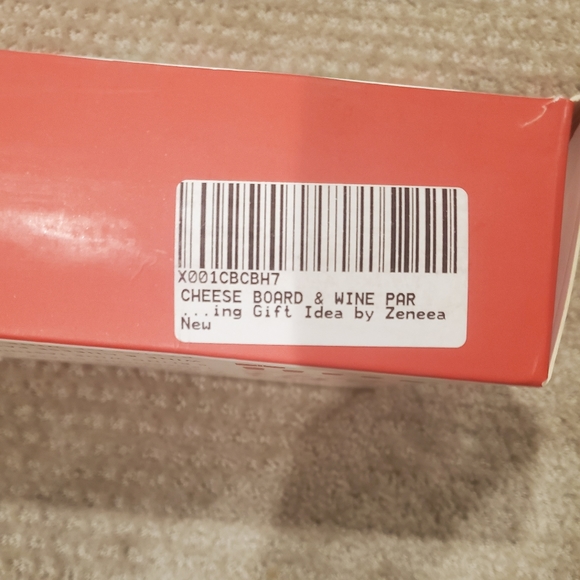 X001CBCBH7
CHEESE BOARD & WINE PAR
...ing Gift Idea by Zeneea
New